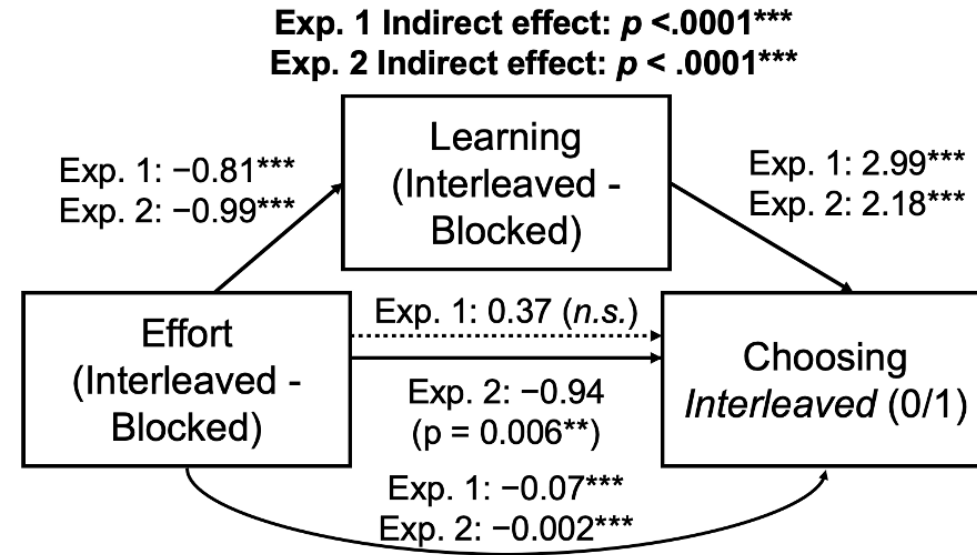 Exp. 1 Indirect effect: p <.0001***
Exp. 2 Indirect effect: p < .0001***
Learning
(Interleaved -
Blocked)
Exp. 1: −0.81***
Exp. 2: −0.99***
Exp. 1: 2.99***
Exp. 2: 2.18***
Effort
(Interleaved -
Blocked)
Exp. 1: 0.37 (n.s.)
Exp. 2: −0.94
(p = 0.006**)
Choosing
Interleaved (0/1)
Exp. 1: −0.07***
Exp. 2: −0.002***